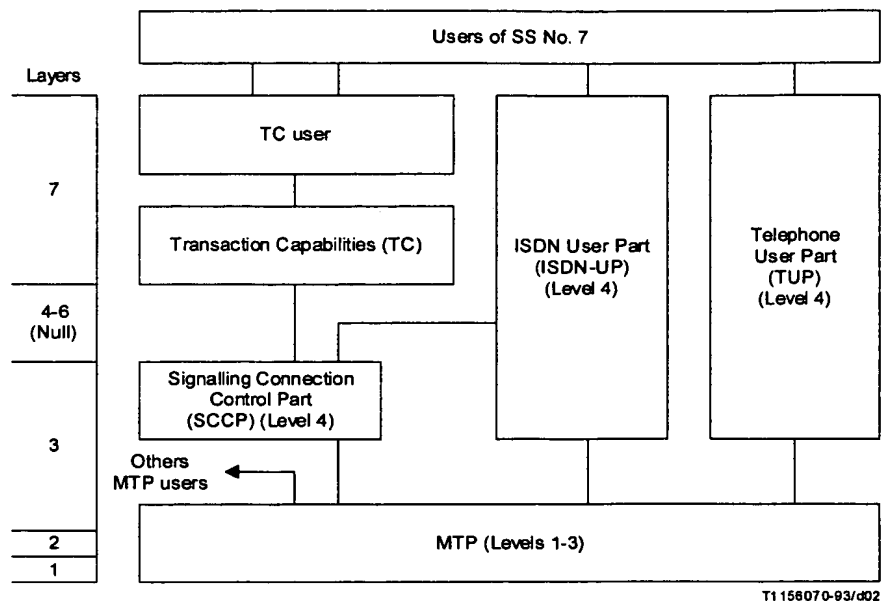 Users of SS No. 7
Layers
TC user
7
Transaction Capabilities (TC)
ISDN User Part
(ISDN-UP)
(Level 4)
Telephone
User Part
(TUP)
(Level 4)
4-6
(Null)
Signalling Connection
Control Part
(SCCP) (Level 4)
3
Others
MTP users
2
MTP (Levels 1-3)
1
T1156070-93/d02